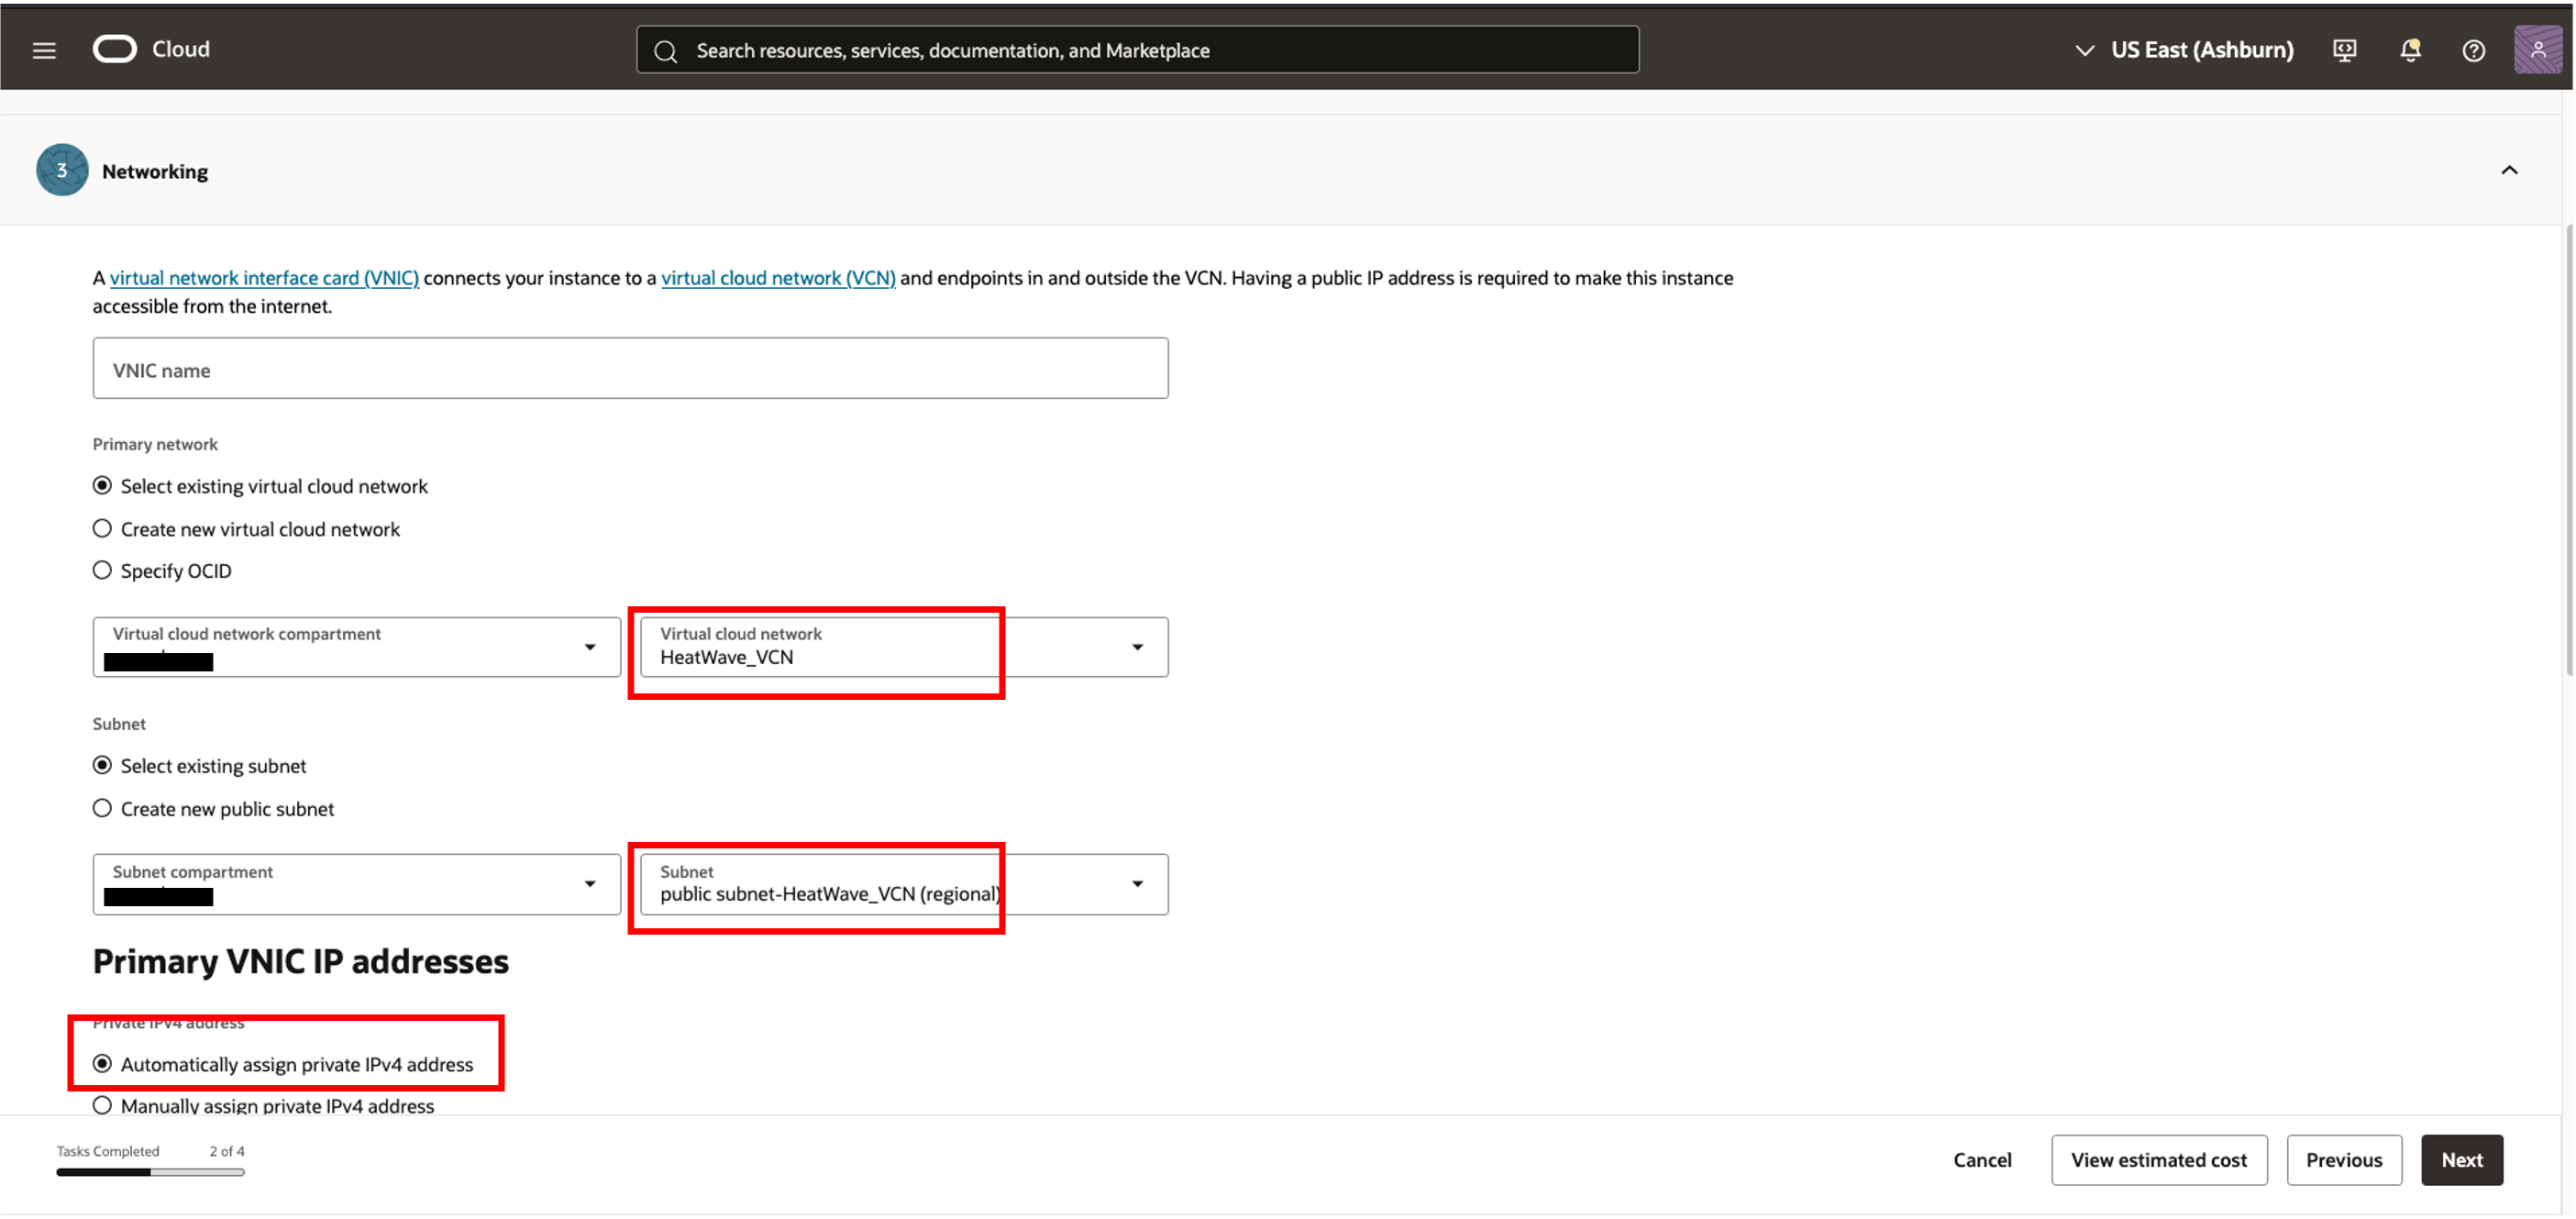 Cloud
Search resources, services, documentation, and Marketplace
US East (Ashburn)
3
Networking
A virtual network interface card (VNIC) connects your instance to a virtual cloud network (VCN) and endpoints in and outside the VCN. Having a public IP address is required to make this instance
accessible from the internet.
VNIC name
Primary network
Select existing virtual cloud network
Create new virtual cloud network
Specify OCID
Virtual cloud network compartment
Virtual cloud network
HeatWave_VCN
Subnet
Select existing subnet
Create new public subnet
Subnet compartment
Subnet
public subnet-HeatWave_VCN (regional)
Primary VNIC IP addresses
Private IPv4 address
Automatically assign private IPv4 address
Manually assign private IPv4 address
Tasks Completed 2 of 4
Cancel
View estimated cost
Previous
Next